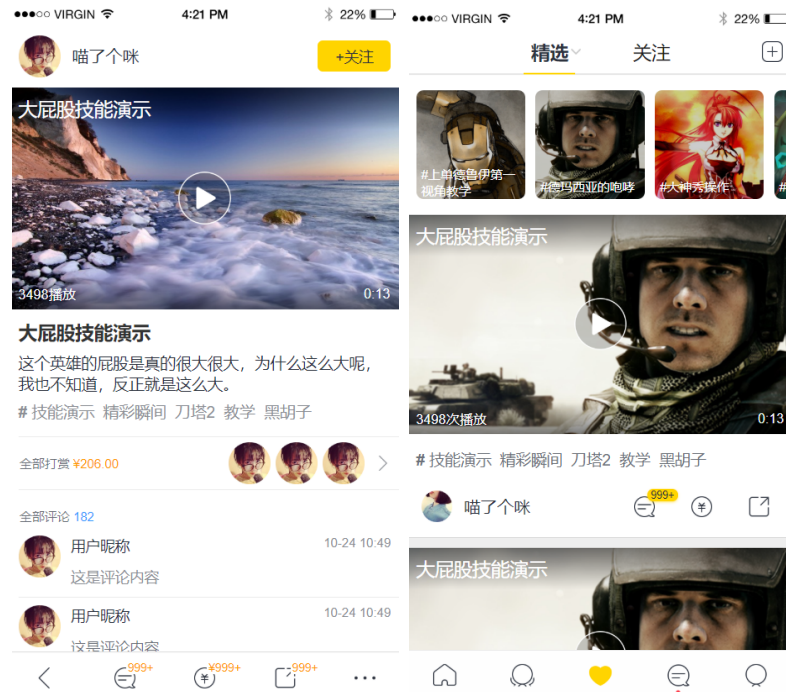 VIRGIN
4:21 PM
22%
喵了个咪
+关注
大屁股技能演示
3498播放
0:13
大屁股技能演示
这个英雄的屁股是真的很大很大，为什么这么大呢，
我也不知道，反正就是这么大。
# 技能演示 精彩瞬间 刀塔2 教学 黑胡子
全部打赏 ¥206.00
全部评论 182
用户昵称
10-24 10:49
这是评论内容
用户昵称
10-24 10:49
这是评论内容
999+
¥999+
999+
VIRGIN
4:21 PM
22%
精选
关注
#上单德鲁伊第一
视角教学
#德玛西亚的咆哮
#大神秀操作
#
大屁股技能演示
3498次播放
0:13
# 技能演示 精彩瞬间 刀塔2 教学 黑胡子
喵了个咪
999+
¥
大屁股技能演示